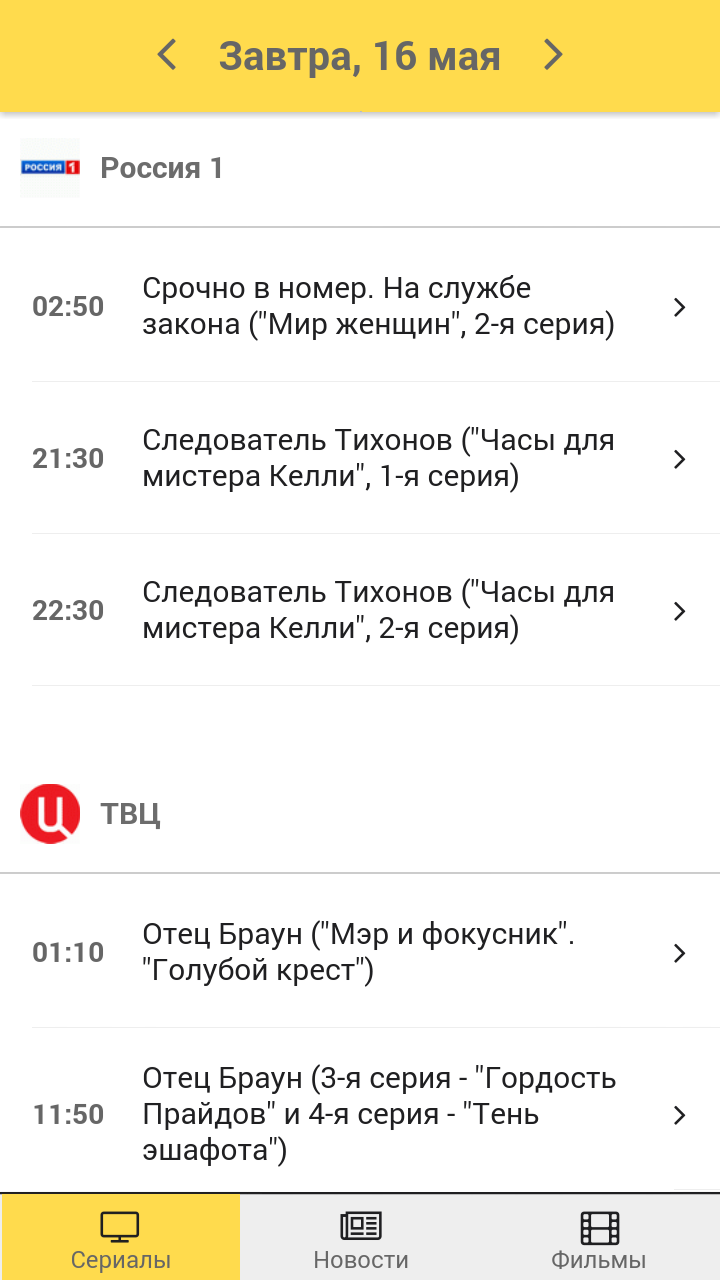 Завтра, 16 мая
РОССИЯ 1
Россия 1
02:50
Срочно в номер. На службе
закона ("Мир женщин", 2-я серия)
21:30
Следователь Тихонов ("Часы для
мистера Келли", 1-я серия)
22:30
Следователь Тихонов ("Часы для
мистера Келли", 2-я серия)
Ц
ТВЦ
01:10
Отец Браун ("Мэр и фокусник".
"Голубой крест")
11:50
Отец Браун (3-я серия - "Гордость
Прайдов" и 4-я серия - "Тень
эшафота")
Сериалы
Новости
Фильмы